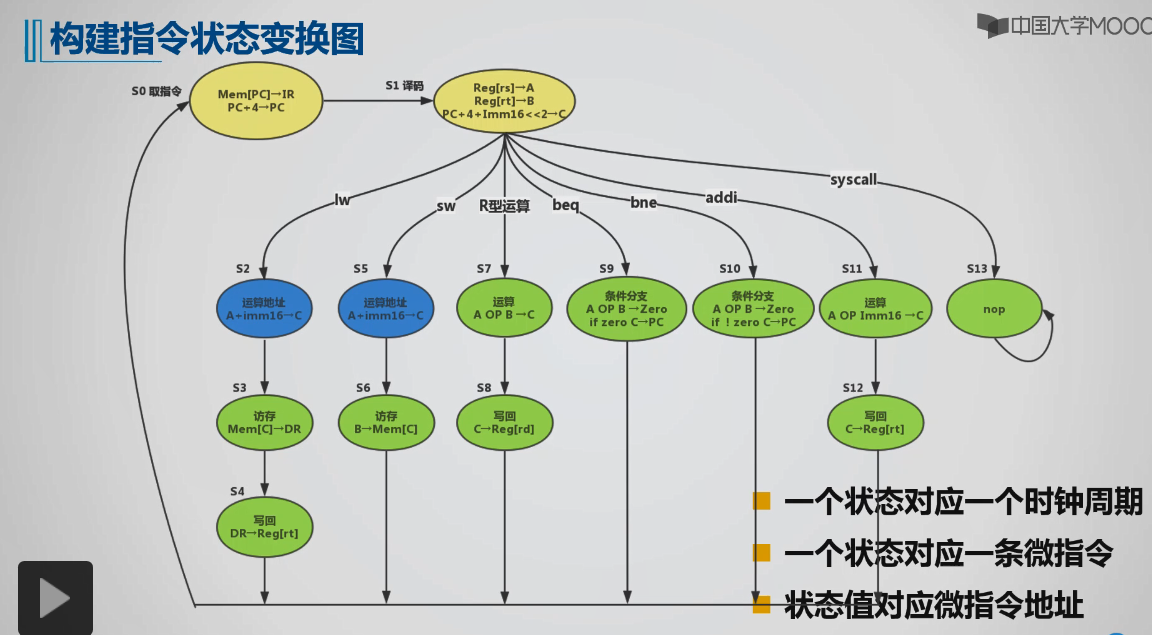 构建指令状态变换图
中国大学MOOC
S0 取指令
Mem[PC]→IR
PC+4→PC
S1 译码
Reg[rs]→A
Reg[rt]→B
PC+4+Imm16<<2→C
lw
sw
R型运算
beq
bne
addi
syscall
S2
运算地址
A+imm16→C
S5
运算地址
A+imm16→C
S7
运算
A OP B →C
S9
条件分支
A OP B →Zero
if zero C→PC
S10
条件分支
A OP B →Zero
if ！zero C→PC
S11
运算
A OP Imm16 →C
S13
nop
S3
访存
Mem[C]→DR
S6
访存
B→Mem[C]
S8
写回
C→Reg[rd]
S12
写回
C→Reg[rt]
S4
写回
DR→Reg[rt]
一个状态对应一个时钟周期
一个状态对应一条微指令
状态值对应微指令地址